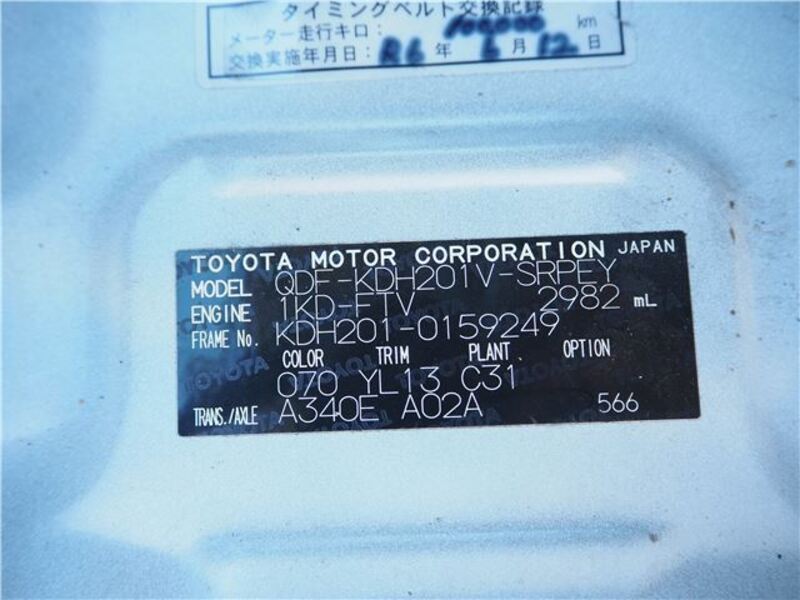 タイミングベルト交換記録
メーター走行キロ: 100,000 km
交換実施年月日: R6 年 6 月 12 日
TOYOTA MOTOR CORPORATION JAPAN
MODEL QDF-KDH201V-SRPEY
ENGINE 1KD-FTV 2982 mL
FRAME No. KDH201-0159249
COLOR TRIM PLANT OPTION
070 YL13 C31
TRANS./AXLE A340E A02A 566